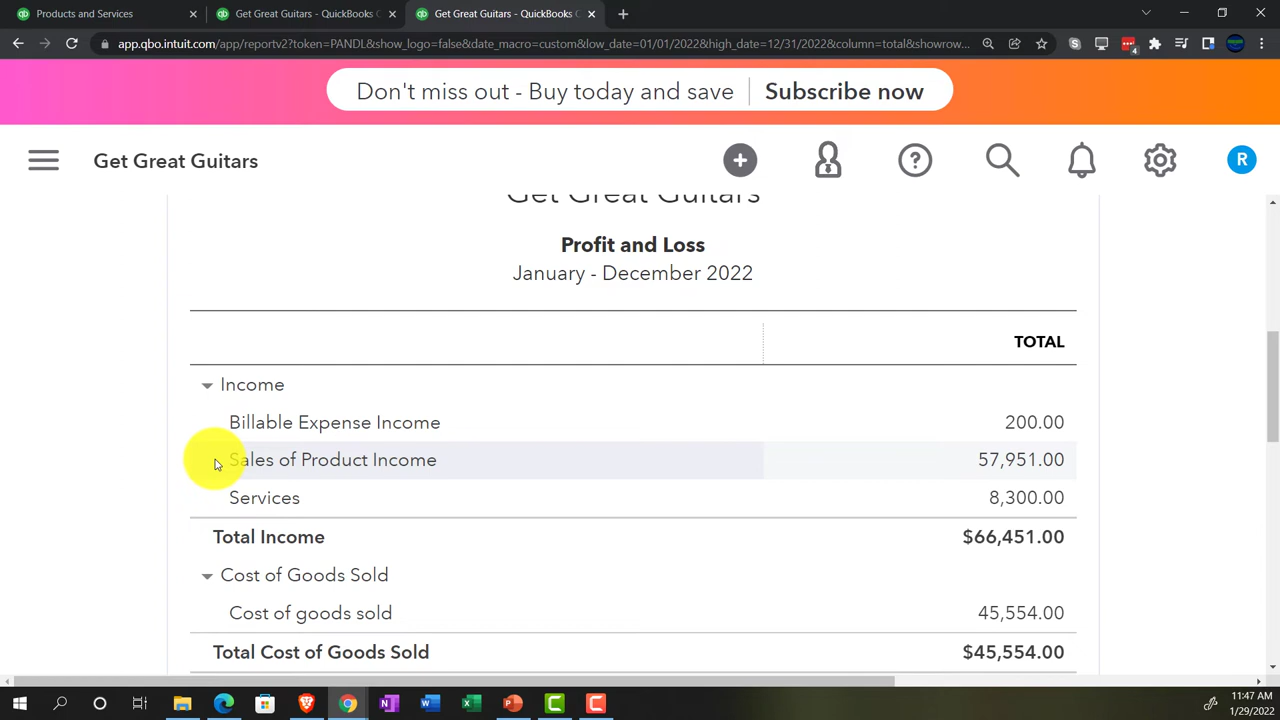 Products and Services
Get Great Guitars - QuickBooks C
Get Great Guitars - QuickBooks C
app.qbo.intuit.com/app/reportv2?token=PANDL&show_logo=false&date_macro=custom&low_date=01/01/2022&high_date=12/31/2022&column=total&showrow...
4
Don't miss out - Buy today and save Subscribe now
Get Great Guitars
R
Get Great Guitars
Profit and Loss
January - December 2022
TOTAL
Income
Billable Expense Income 200.00
Sales of Product Income 57,951.00
Services 8,300.00
Total Income $66,451.00
Cost of Goods Sold
Cost of goods sold 45,554.00
Total Cost of Goods Sold $45,554.00
11:47 AM
1/29/2022